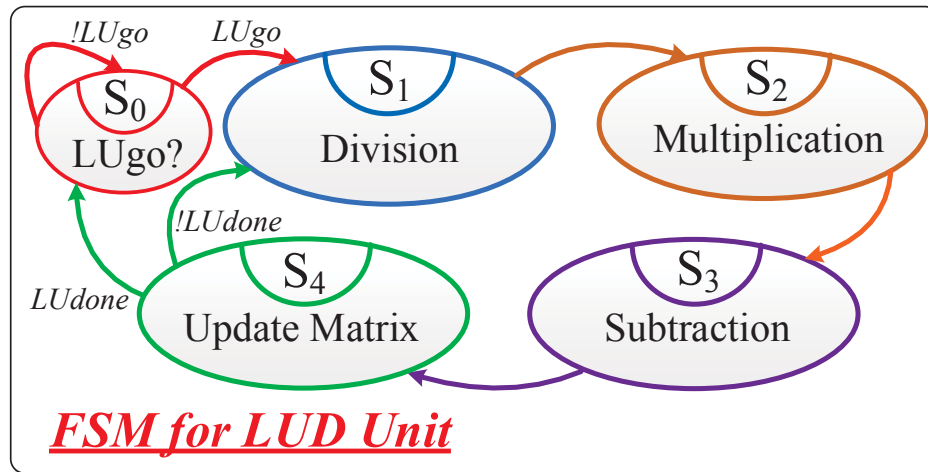 !LUgo
LUgo
S0
LUgo?
S1
Division
S2
Multiplication
!LUdone
LUdone
S4
Update Matrix
S3
Subtraction
FSM for LUD Unit